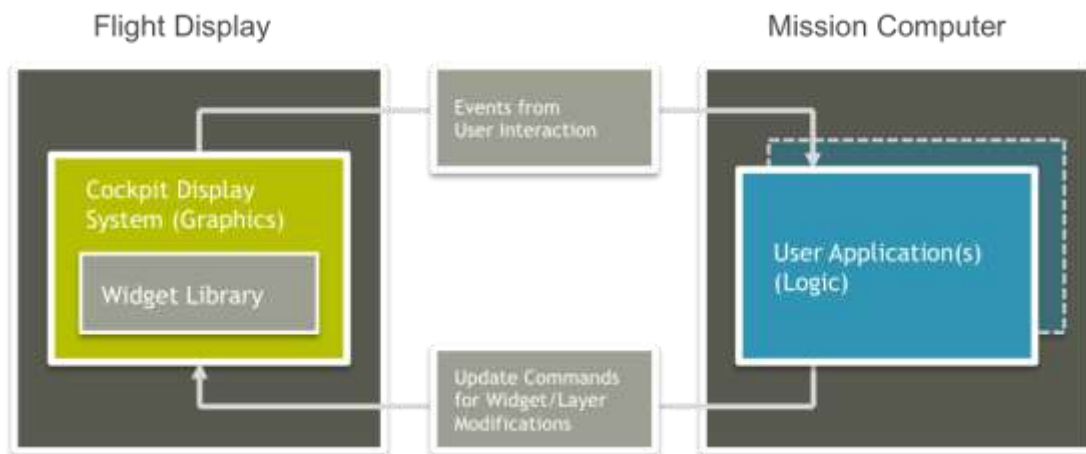 Flight Display
Mission Computer
Events from
User Interaction
Cockpit Display
System (Graphics)
Widget Library
User Application(s)
(Logic)
Update Commands
for Widget/Layer
Modifications